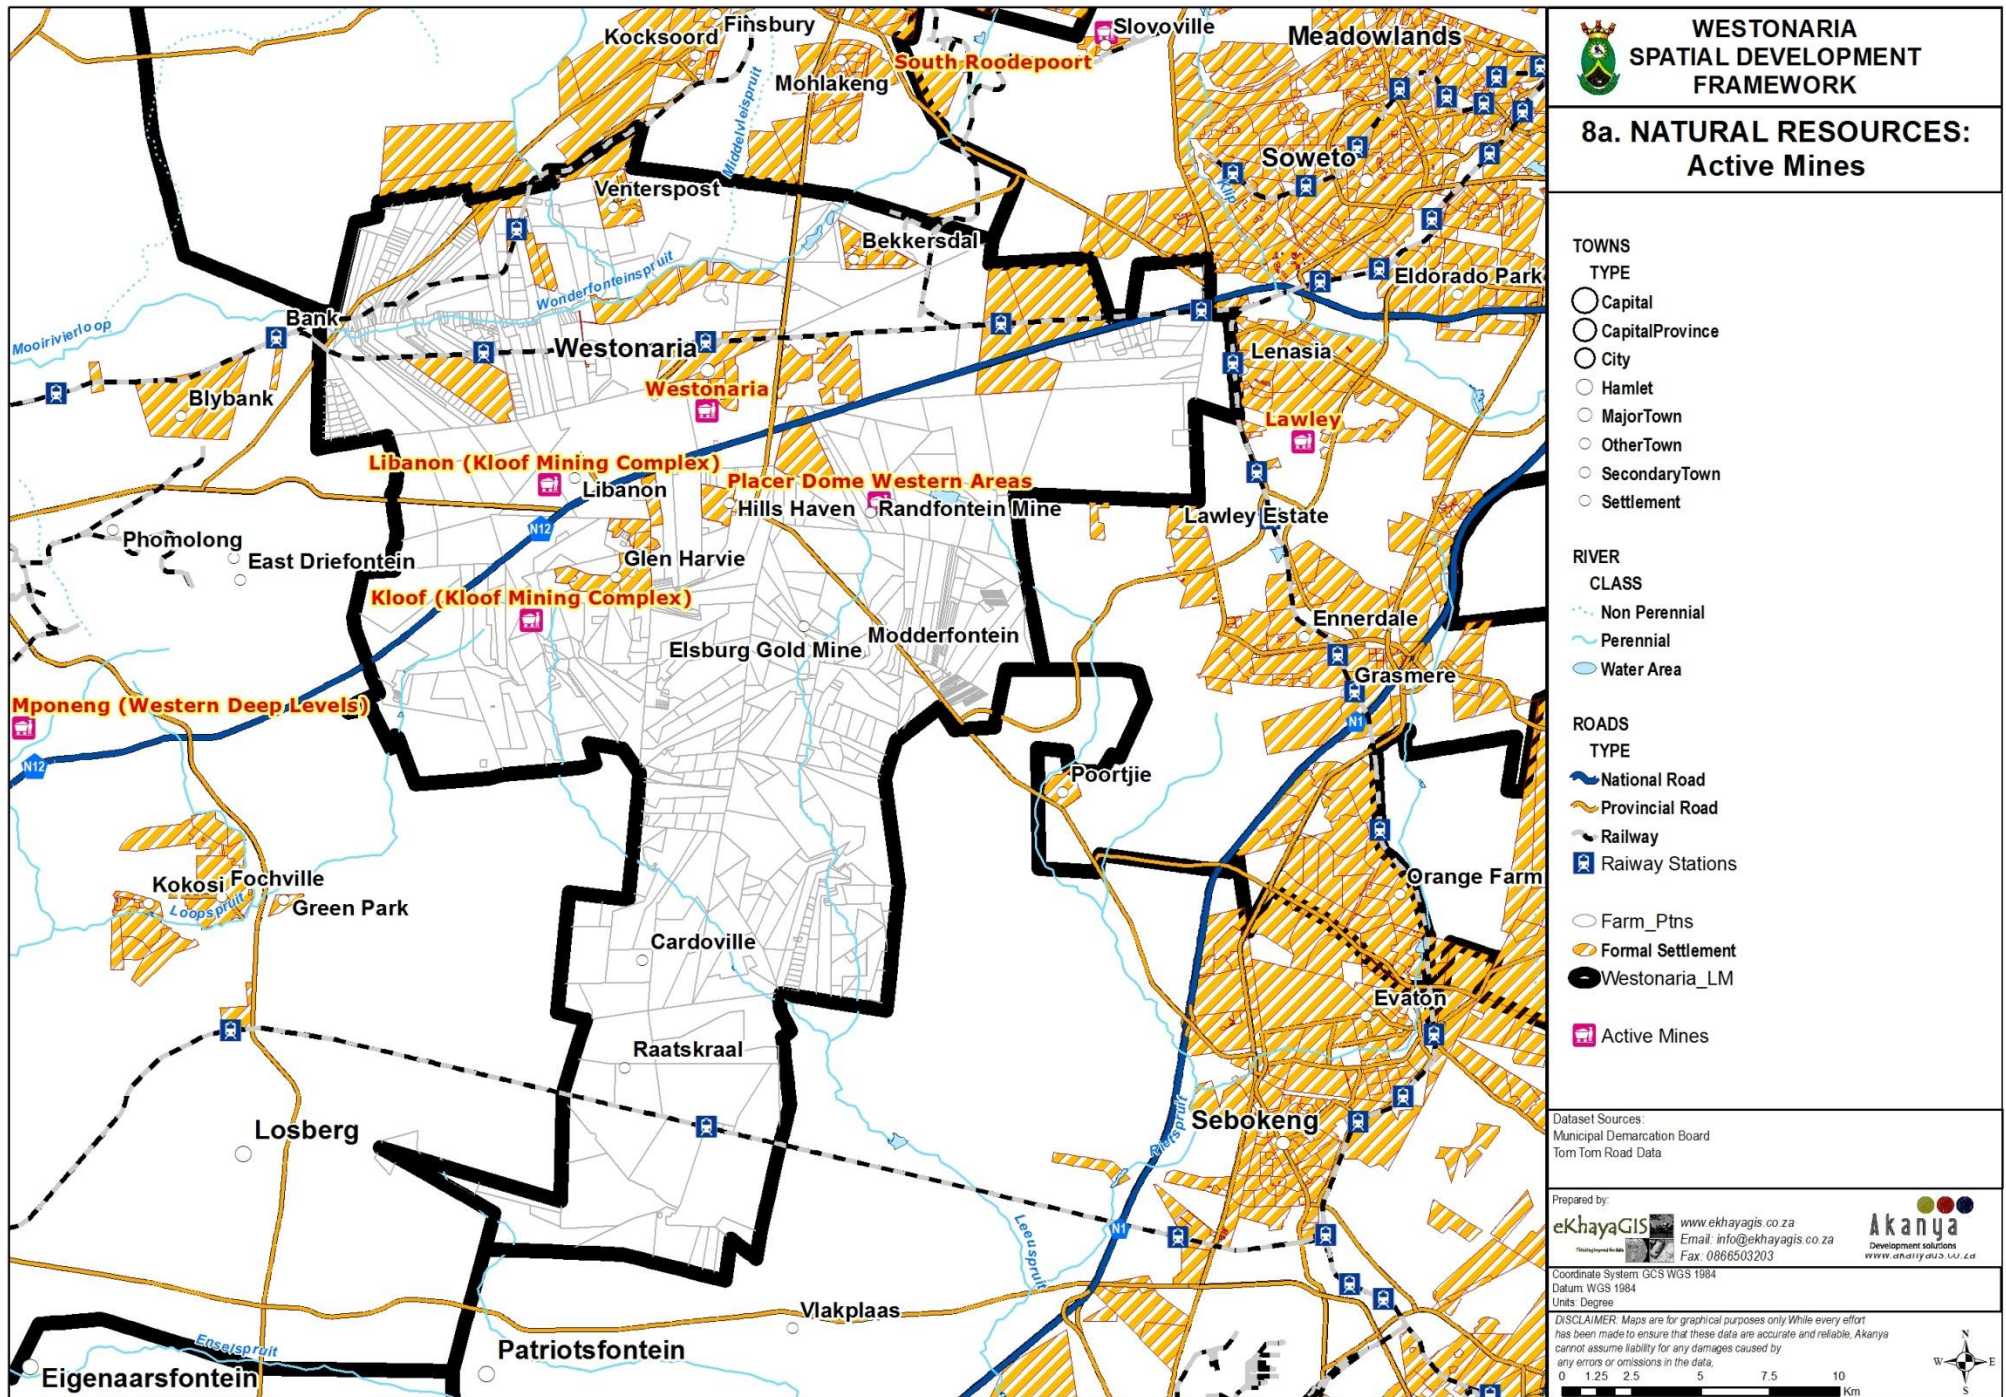 Finsbury
Kocksoord
Slovoville
Meadowlands
South Roodepoort
Mohlakeng
Middelvleispruit
Soweto
Klip
Venterspost
Bekkersdal
Eldorado Park
Wonderfonteinspruit
Bank
Mooirivierloop
Westonaria
Lenasia
Westonaria
Blybank
Lawley
Libanon (Kloof Mining Complex)
Libanon
Placer Dome Western Areas
Hills Haven
Randfontein Mine
Lawley Estate
N12
Phomolong
East Driefontein
Glen Harvie
Kloof (Kloof Mining Complex)
Ennerdale
Modderfontein
Elsburg Gold Mine
Grasmere
Mponeng (Western Deep Levels)
N1
N12
Poortjie
Orange Farm
Kokosi
Fochville
Loopspruit
Green Park
Cardoville
Evaton
Raatskraal
Losberg
Sebokeng
Rietspruit
N1
Leeuspruit
Vlakplaas
Enselspruit
Patriotsfontein
Eigenaarsfontein
WESTONARIA
SPATIAL DEVELOPMENT
FRAMEWORK
8a. NATURAL RESOURCES:
Active Mines
TOWNS
TYPE
Capital
CapitalProvince
City
Hamlet
MajorTown
OtherTown
SecondaryTown
Settlement
RIVER
CLASS
Non Perennial
Perennial
Water Area
ROADS
TYPE
National Road
Provincial Road
Railway
Raiway Stations
Farm_Ptns
Formal Settlement
Westonaria_LM
Active Mines
Dataset Sources:
Municipal Demarcation Board
Tom Tom Road Data
Prepared by:
eKhayaGIS
www.ekhayagis.co.za
Email: info@ekhayagis.co.za
Fax: 0866503203
Akanya
Development solutions
www.akanyads.co.za
Coordinate System: GCS WGS 1984
Datum: WGS 1984
Units: Degree
DISCLAIMER: Maps are for graphical purposes only.While every effort
has been made to ensure that these data are accurate and reliable, Akanya
cannot assume liability for any damages caused by
any errors or omissions in the data,
N
W E
S
0 1.25 2.5 5 7.5 10
Km